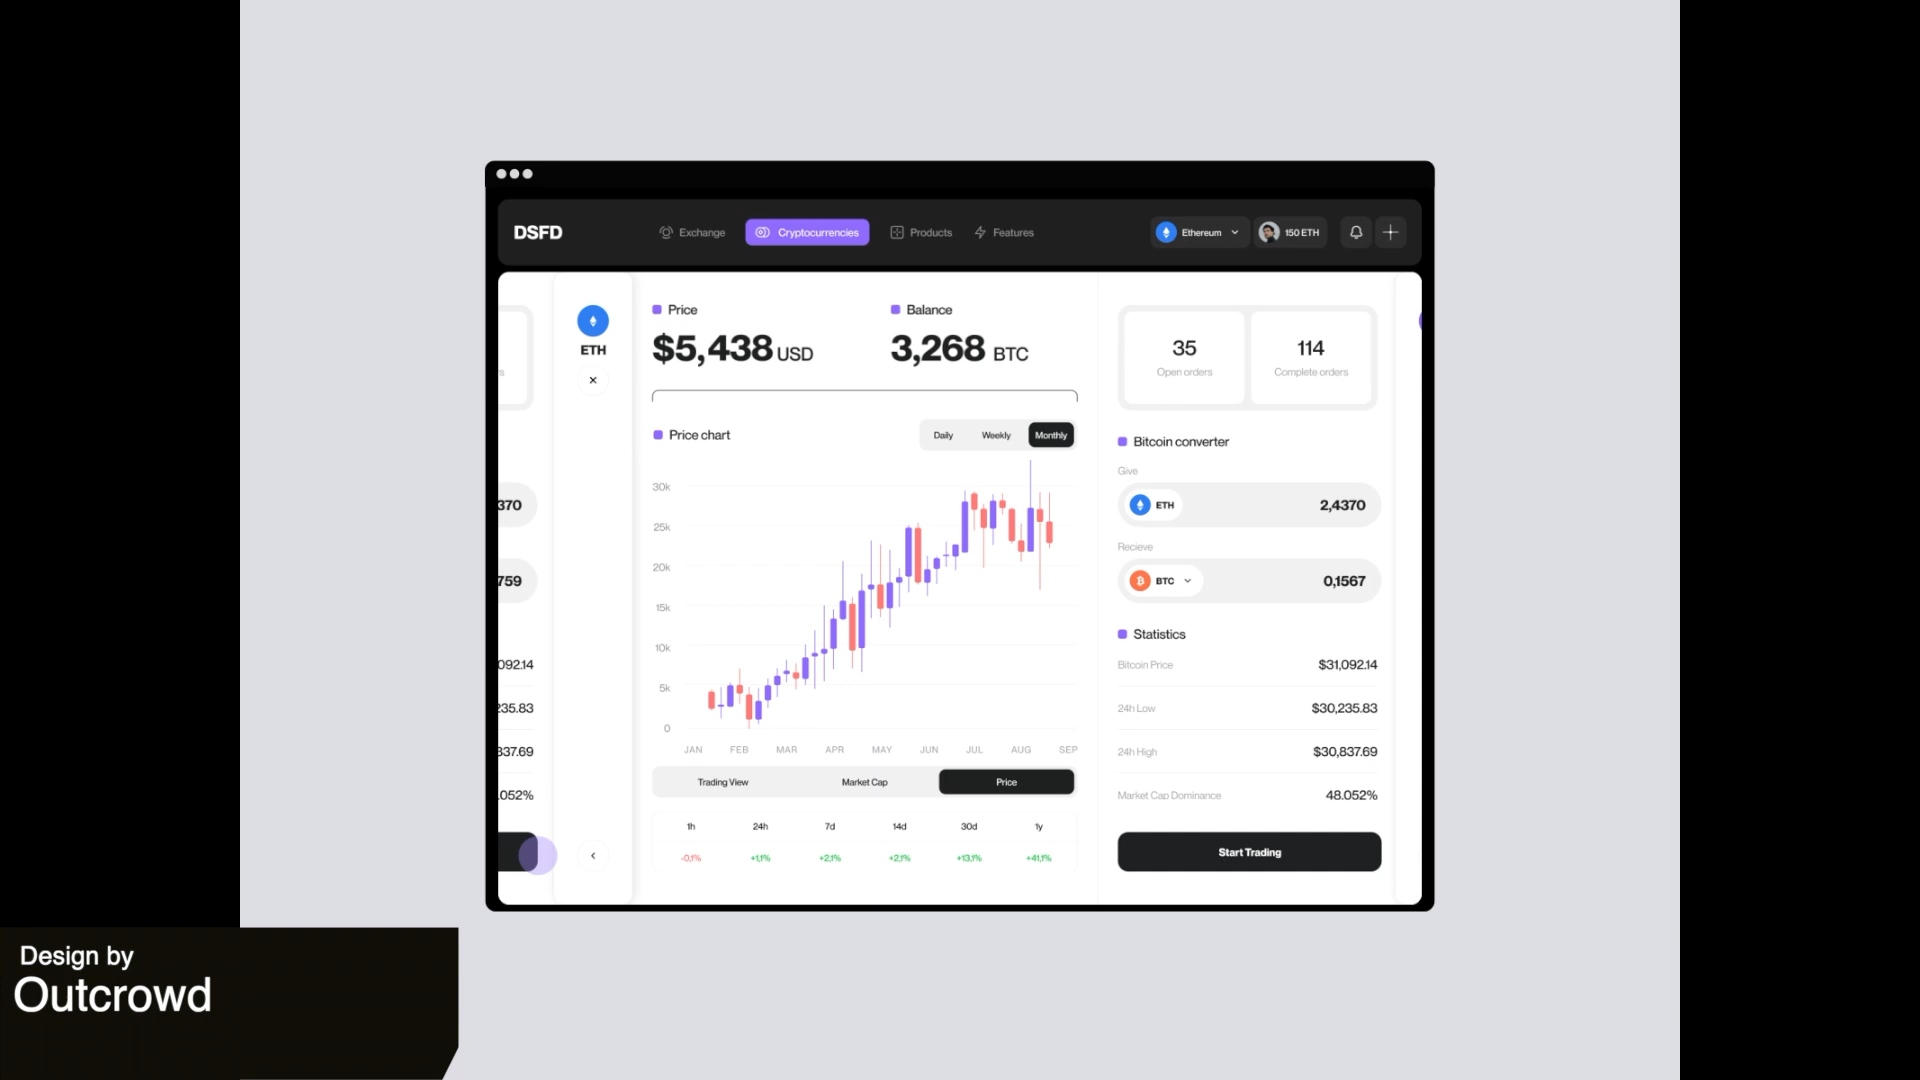 DSFD
Exchange
Cryptocurrencies
Products
Features
Ethereum
150 ETH
ETH
Price
$5,438 USD
Balance
3,268 BTC
Price chart
Daily Weekly Monthly
30k
25k
20k
15k
10k
5k
0
JAN FEB MAR APR MAY JUN JUL AUG SEP
Trading View Market Cap Price
1h 24h 7d 14d 30d 1y
-0,1% +1,1% +2,1% +2,1% +13,1% +41,1%
35
Open orders
114
Complete orders
Bitcoin converter
Give
ETH 2,4370
Recieve
BTC 0,1567
Statistics
Bitcoin Price $31,092.14
24h Low $30,235.83
24h High $30,837.69
Market Cap Dominance 48.052%
Start Trading
370
759
092.14
235.83
837.69
.052%
Design by
Outcrowd